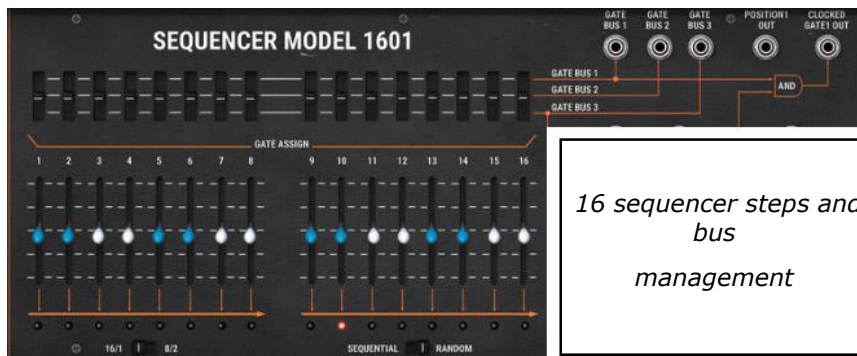 GATE BUS 1 GATE BUS 2 GATE BUS 3 POSITION1 OUT CLOCKED GATE1 OUT
SEQUENCER MODEL 1601
GATE BUS 1
AND
GATE BUS 2
GATE BUS 3
GATE ASSIGN
1 2 3 4 5 6 7 8 9 10 11 12 13 14 15 16
16 sequencer steps and
bus
management
16/1 8/2 SEQUENTIAL RANDOM